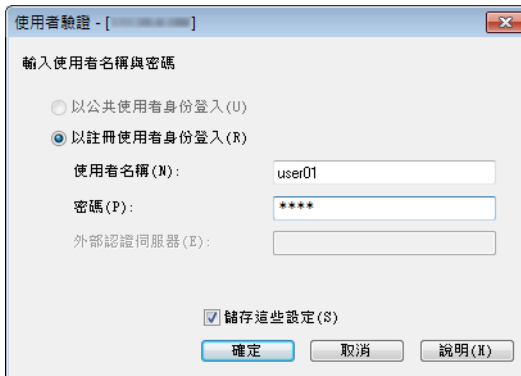 使用者驗證 - [ ]
輸入使用者名稱與密碼
以公共使用者身份登入(U)
以註冊使用者身份登入(R)
使用者名稱(N): user01
密碼(P): ****
外部認證伺服器(E):
儲存這些設定(S)
確定 取消 說明(H)